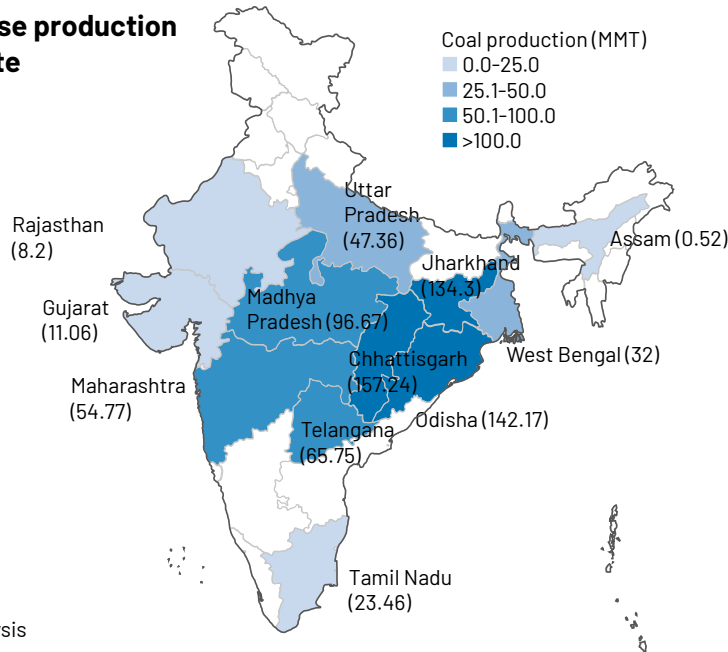 se production
te
Coal production (MMT)
0.0-25.0
25.1-50.0
50.1-100.0
>100.0
Uttar
Pradesh
(47.36)
Rajasthan
(8.2)
Assam (0.52)
Jharkhand
(134.3)
Gujarat
(11.06)
Madhya
Pradesh (96.67)
West Bengal (32)
Chhattisgarh
(157.24)
Maharashtra
(54.77)
Odisha (142.17)
Telangana
(65.75)
Tamil Nadu
(23.46)
ysis